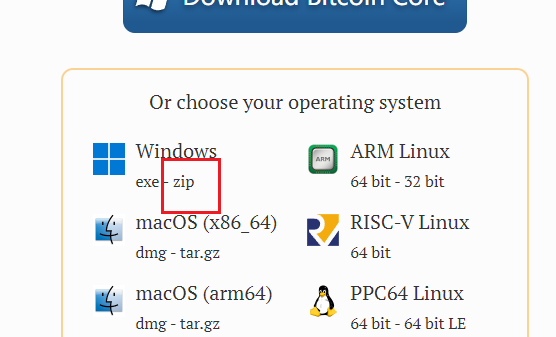 Download Bitcoin Core
Or choose your operating system
Windows
exe - zip
ARM Linux
64 bit - 32 bit
macOS (x86_64)
dmg - tar.gz
RISC-V Linux
64 bit
macOS (arm64)
dmg - tar.gz
PPC64 Linux
64 bit - 64 bit LE